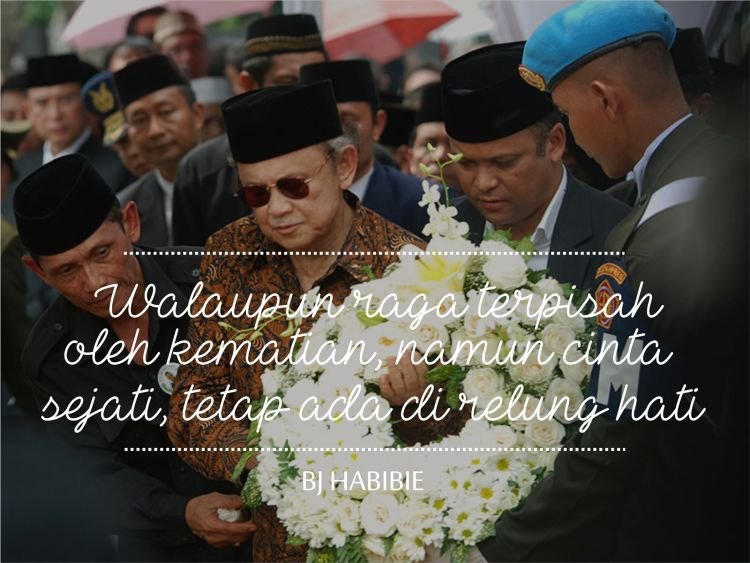 Walaupun raga terpisah
oleh kematian, namun cinta
sejati, tetap ada di relung hati
BJ HABIBIE